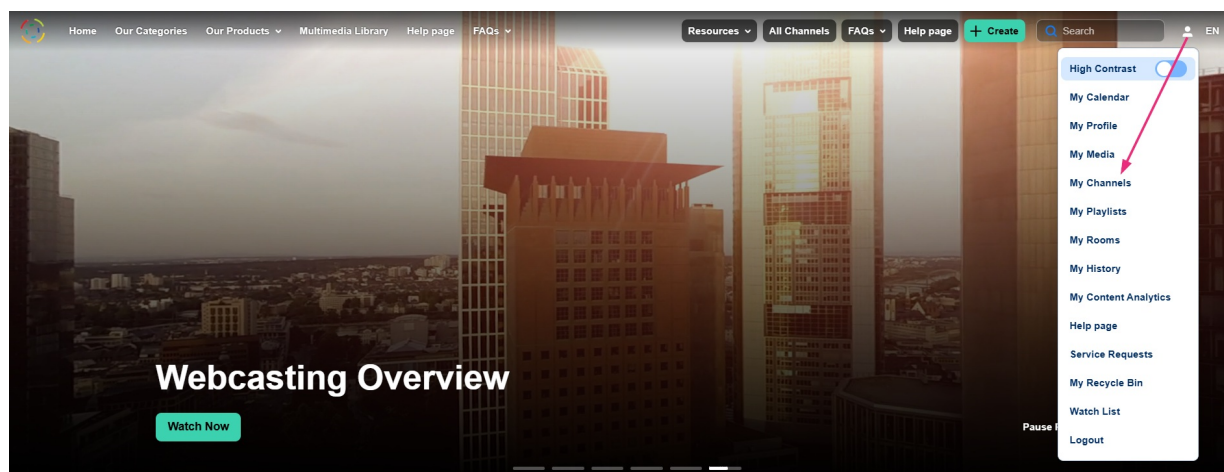 Home Our Categories Our Products Multimedia Library Help page FAQs Resources All Channels FAQs Help page + Create Search EN
High Contrast
My Calendar
My Profile
My Media
My Channels
My Playlists
My Rooms
My History
My Content Analytics
Help page
Service Requests
My Recycle Bin
Watch List
Logout
Webcasting Overview
Watch Now
Pause